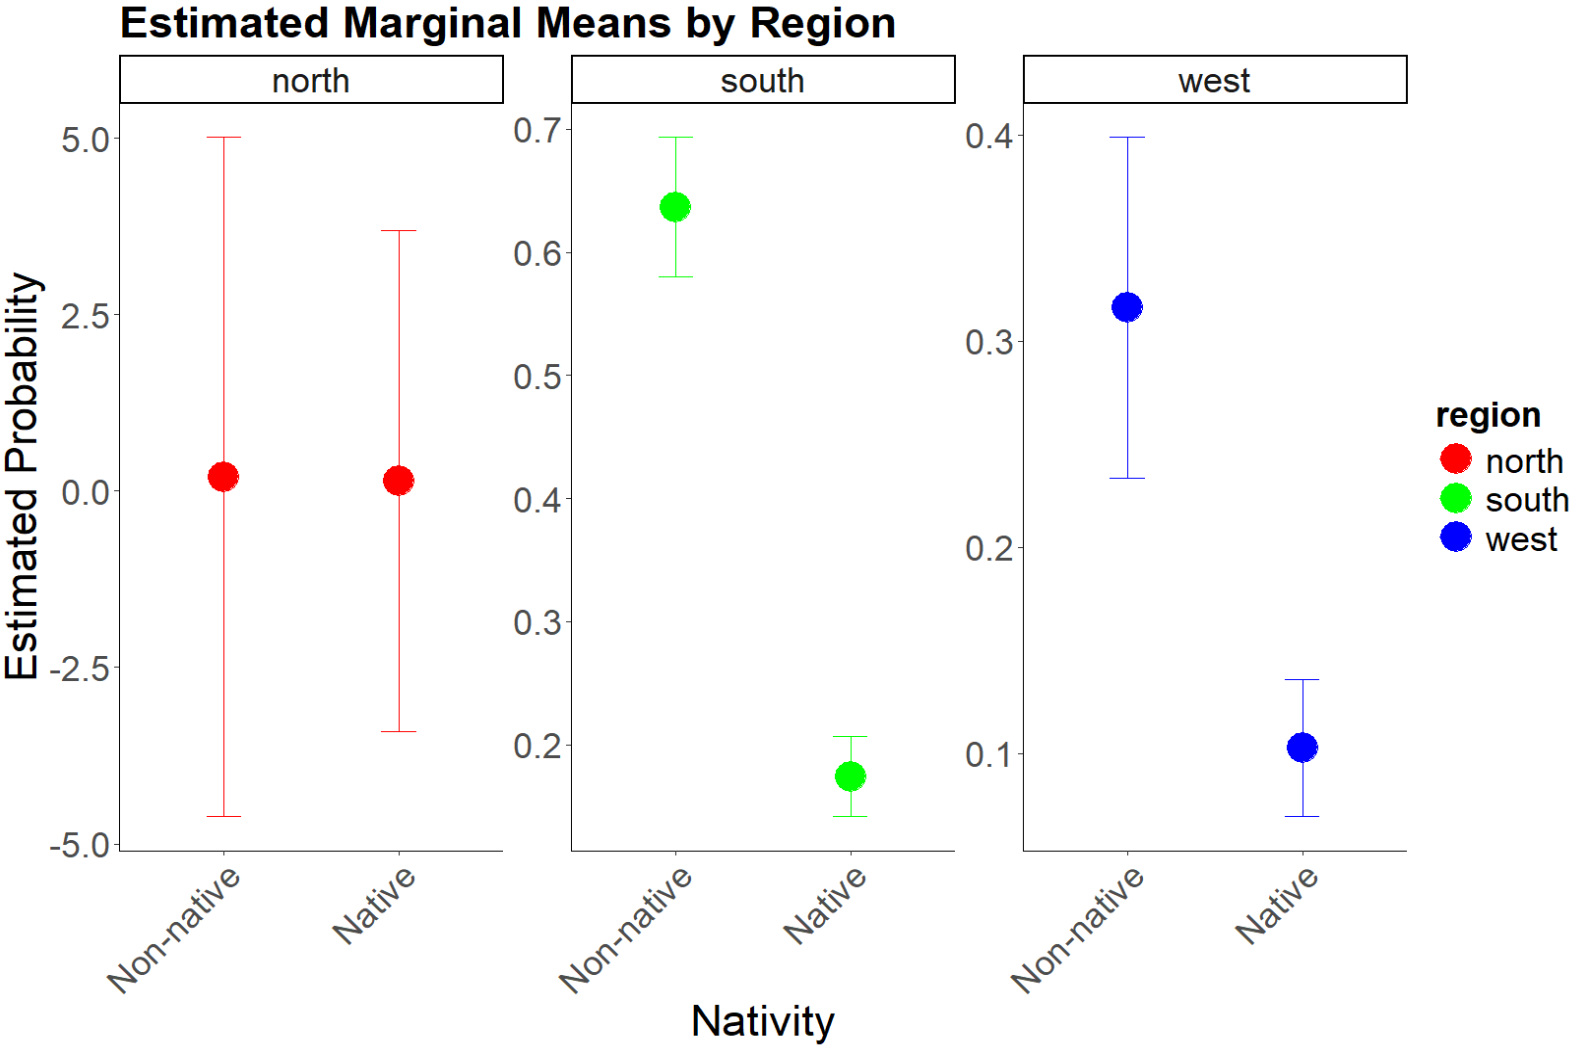 Estimated Marginal Means by Region
north
south
west
Estimated Probability
5.0
2.5
0.0
-2.5
-5.0
0.7
0.6
0.5
0.4
0.3
0.2
0.4
0.3
0.2
0.1
Non-native
Native
Non-native
Native
Non-native
Native
Nativity
region
north
south
west